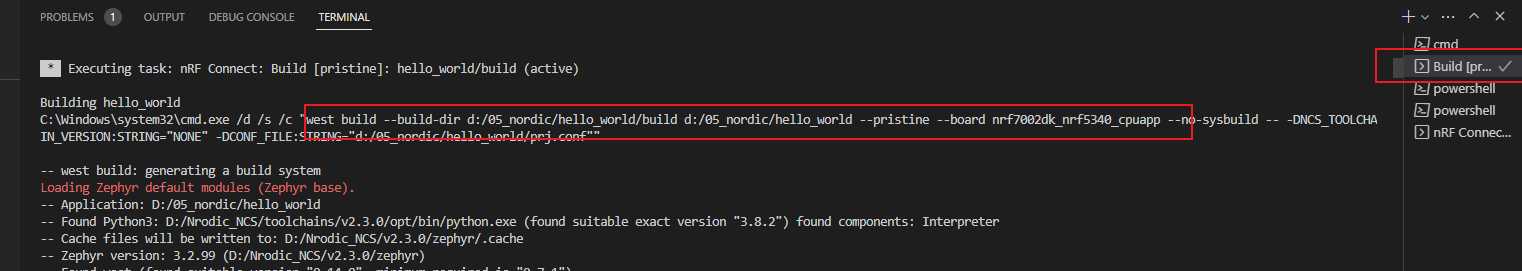 PROBLEMS 1 OUTPUT DEBUG CONSOLE TERMINAL
cmd
* Executing task: nRF Connect: Build [pristine]: hello_world/build (active)
Build [pr...
powershell
Building hello_world
powershell
C:\Windows\system32\cmd.exe /d /s /c "west build --build-dir d:/05_nordic/hello_world/build d:/05_nordic/hello_world --pristine --board nrf7002dk_nrf5340_cpuapp --no-sysbuild -- -DNCS_TOOLCHA
IN_VERSION:STRING="NONE" -DCONF_FILE:STRING="d:/05_nordic/hello_world/prj.conf""
nRF Connec...
-- west build: generating a build system
Loading Zephyr default modules (Zephyr base).
-- Application: D:/05_nordic/hello_world
-- Found Python3: D:/Nrodic_NCS/toolchains/v2.3.0/opt/bin/python.exe (found suitable exact version "3.8.2") found components: Interpreter
-- Cache files will be written to: D:/Nrodic_NCS/v2.3.0/zephyr/.cache
-- Zephyr version: 3.2.99 (D:/Nrodic_NCS/v2.3.0/zephyr)